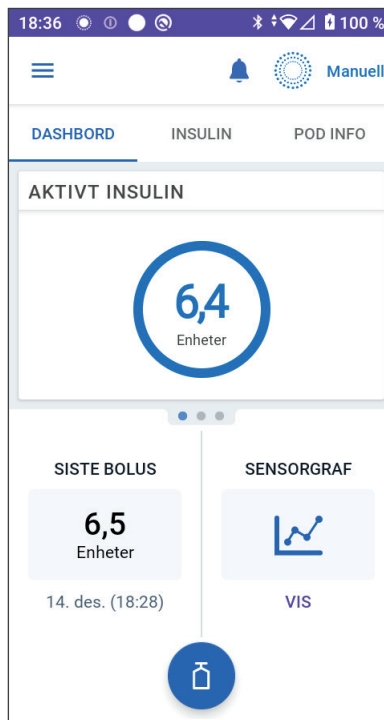 18:36 100 %
Manuell
DASHBORD INSULIN POD INFO
AKTIVT INSULIN
6,4
Enheter
SISTE BOLUS SENSORGRAF
6,5
Enheter
14. des. (18:28) VIS